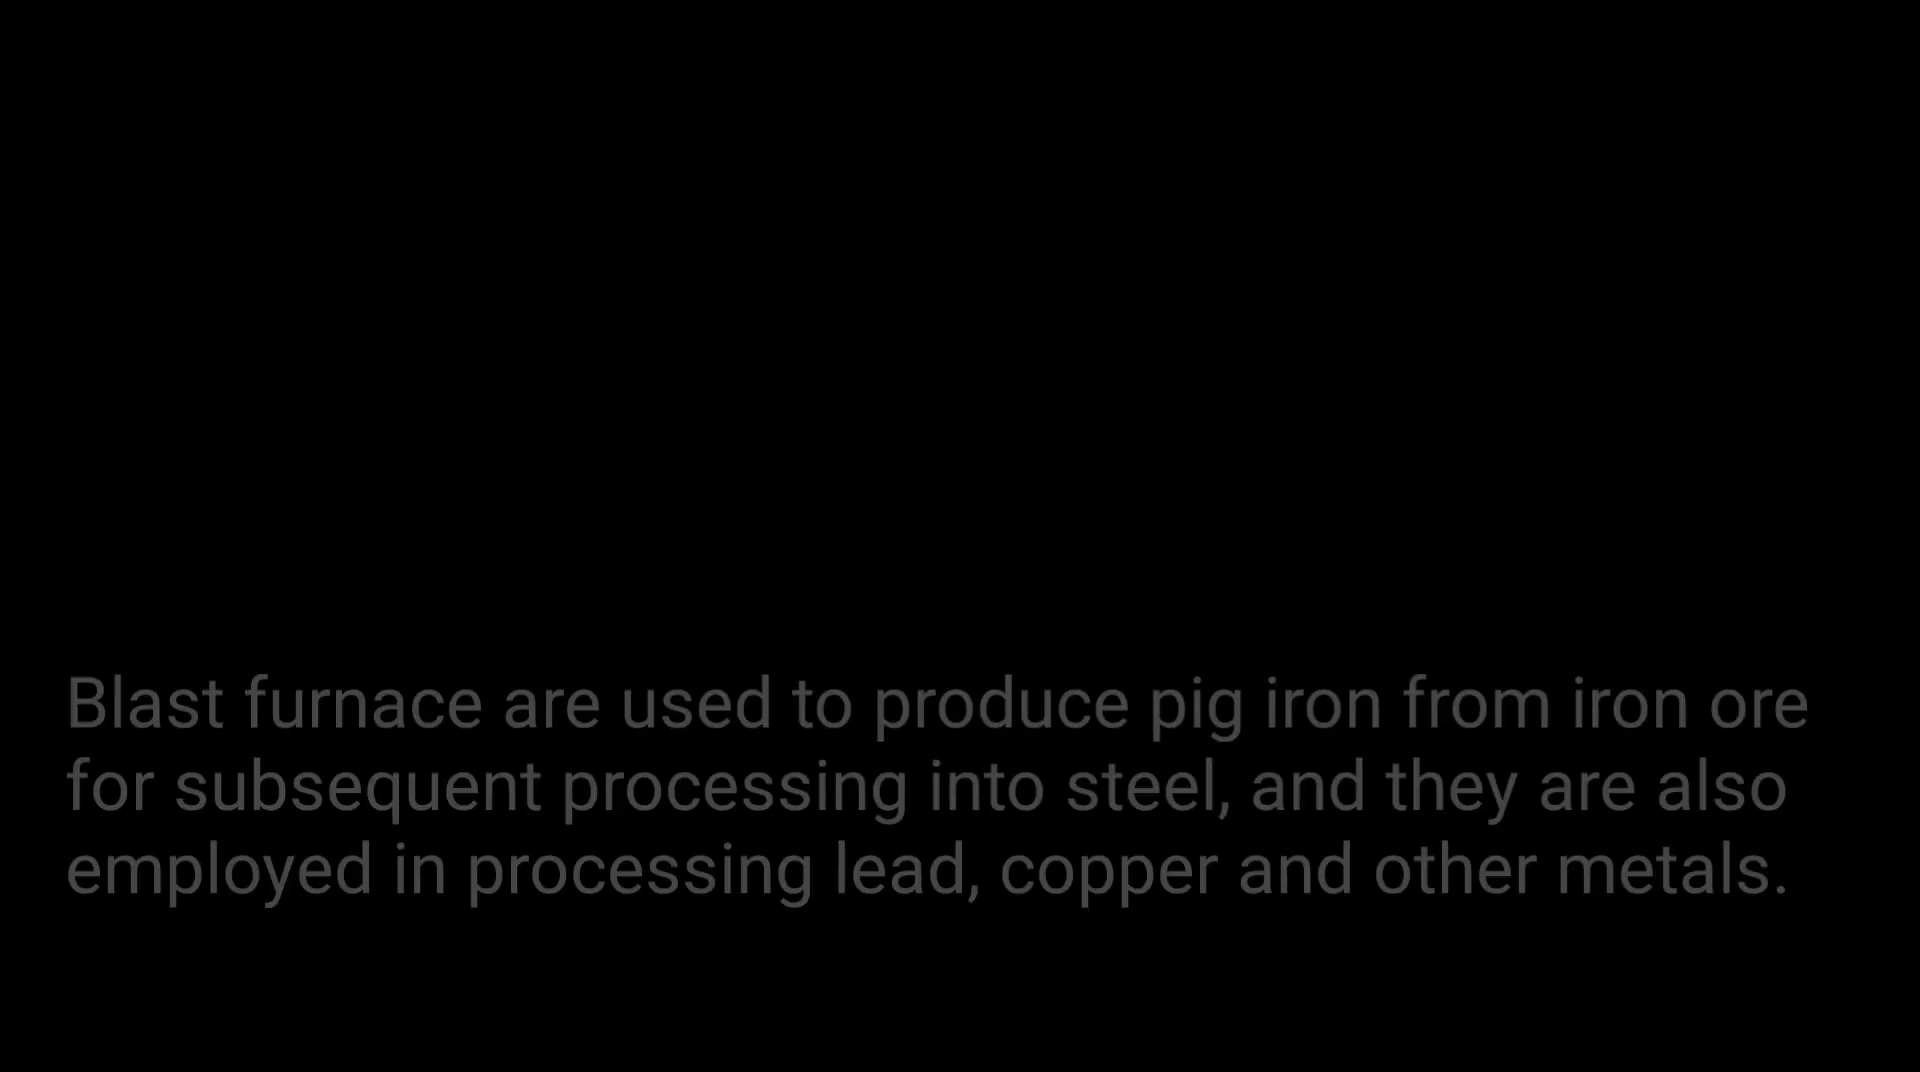 Blast furnace are used to produce pig iron from iron ore
for subsequent processing into steel, and they are also
employed in processing lead, copper and other metals.